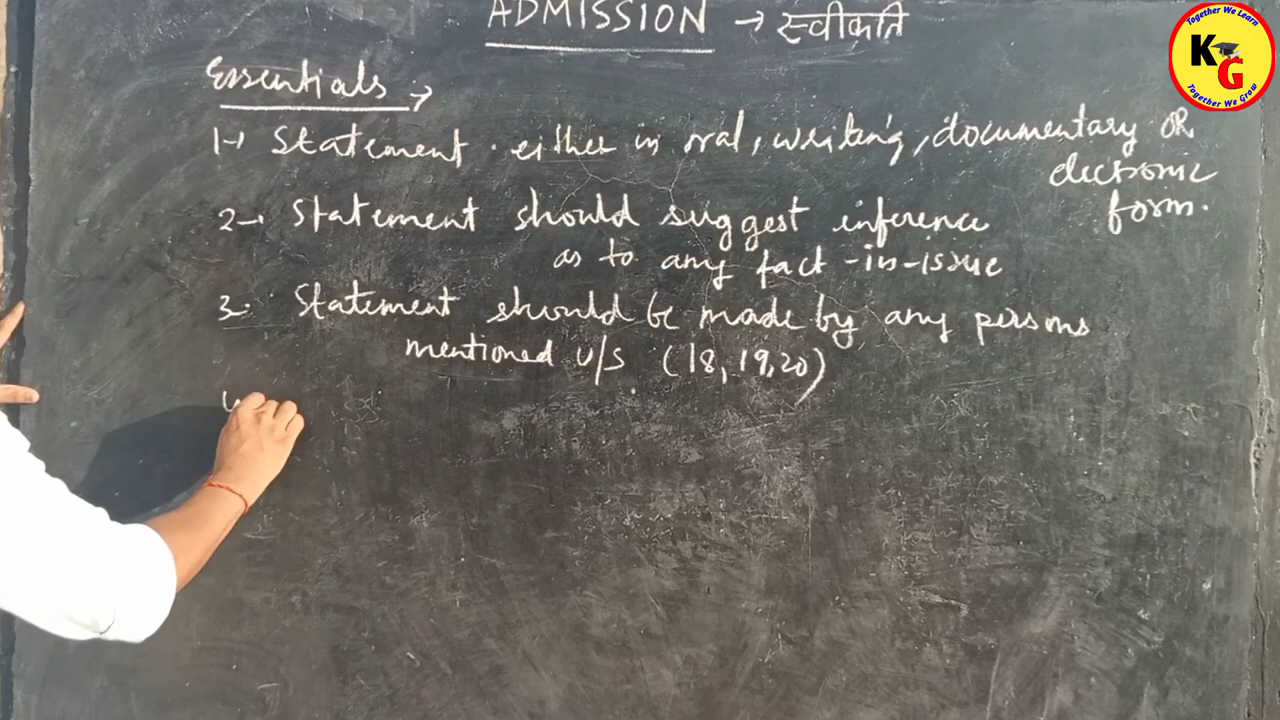 ADMISSION → स्वीकृति
Essentials →
1→ Statement. either in oral, writing, documentary OR
electronic
form.
2→ Statement should suggest inference
as to any fact-in-issue
3. Statement should be made by any persons
mentioned U/S (18, 19, 20)
4
Together We Learn
KG
Together We Grow